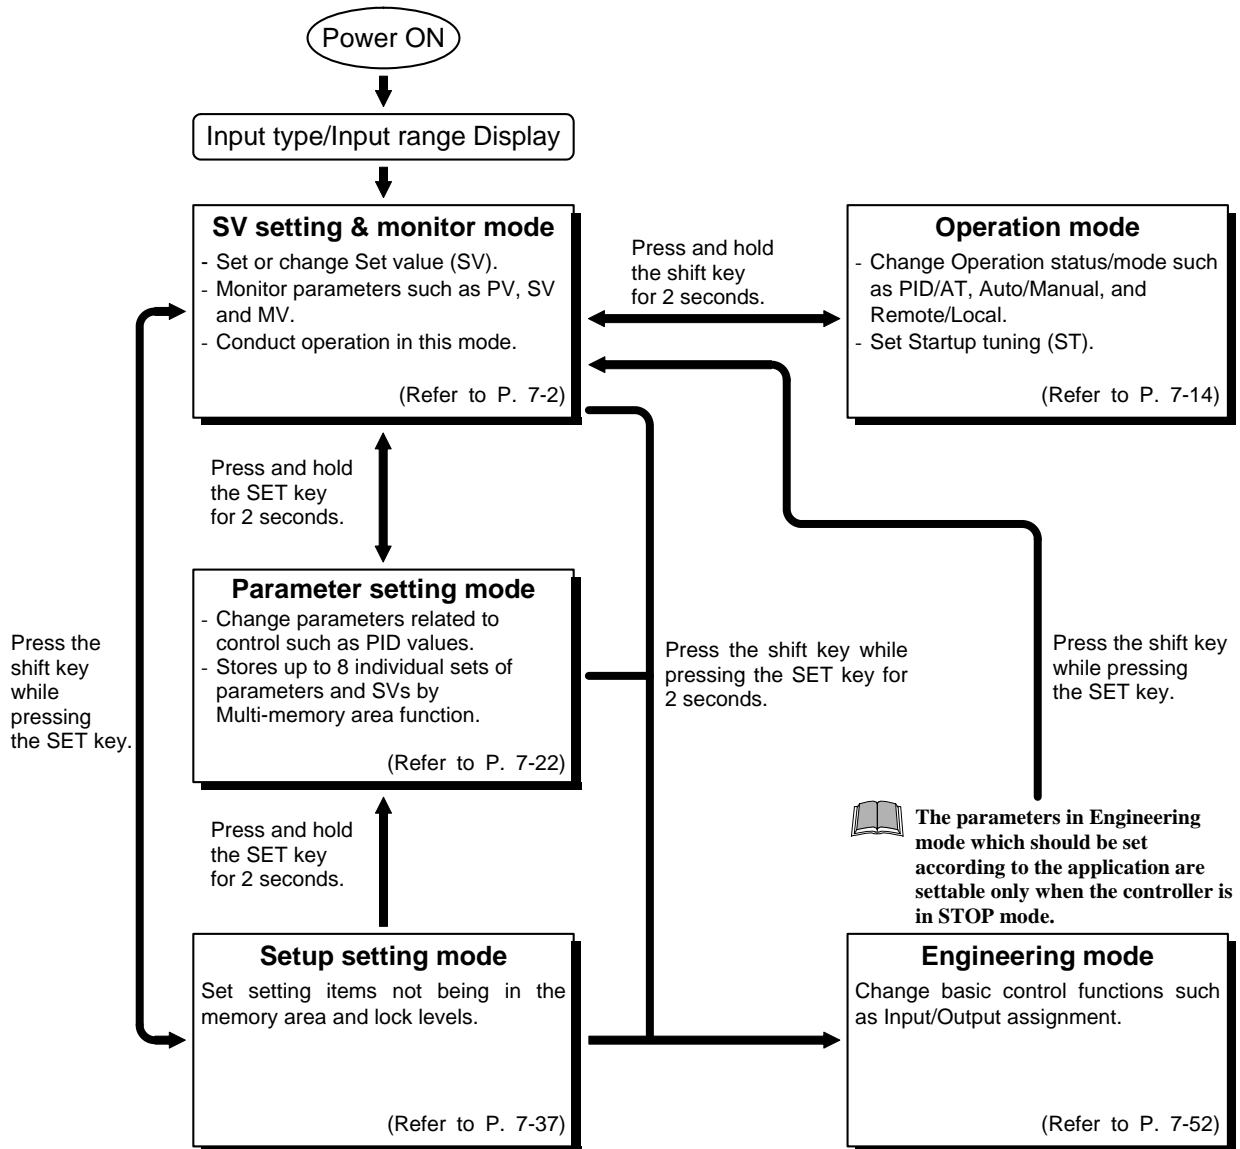 Power ON
Input type/Input range Display
SV setting & monitor mode
- Set or change Set value (SV).
- Monitor parameters such as PV, SV
and MV.
- Conduct operation in this mode.
(Refer to P. 7-2)
Press and hold
the shift key
for 2 seconds.
Operation mode
- Change Operation status/mode such
as PID/AT, Auto/Manual, and
Remote/Local.
- Set Startup tuning (ST).
(Refer to P. 7-14)
Press and hold
the SET key
for 2 seconds.
Parameter setting mode
- Change parameters related to
control such as PID values.
- Stores up to 8 individual sets of
parameters and SVs by
Multi-memory area function.
(Refer to P. 7-22)
Press the
shift key
while
pressing
the SET key.
Press the shift key while
pressing the SET key for
2 seconds.
Press the shift key
while pressing
the SET key.
Press and hold
the SET key
for 2 seconds.
The parameters in Engineering
mode which should be set
according to the application are
settable only when the controller is
in STOP mode.
Setup setting mode
Set setting items not being in the
memory area and lock levels.
(Refer to P. 7-37)
Engineering mode
Change basic control functions such
as Input/Output assignment.
(Refer to P. 7-52)